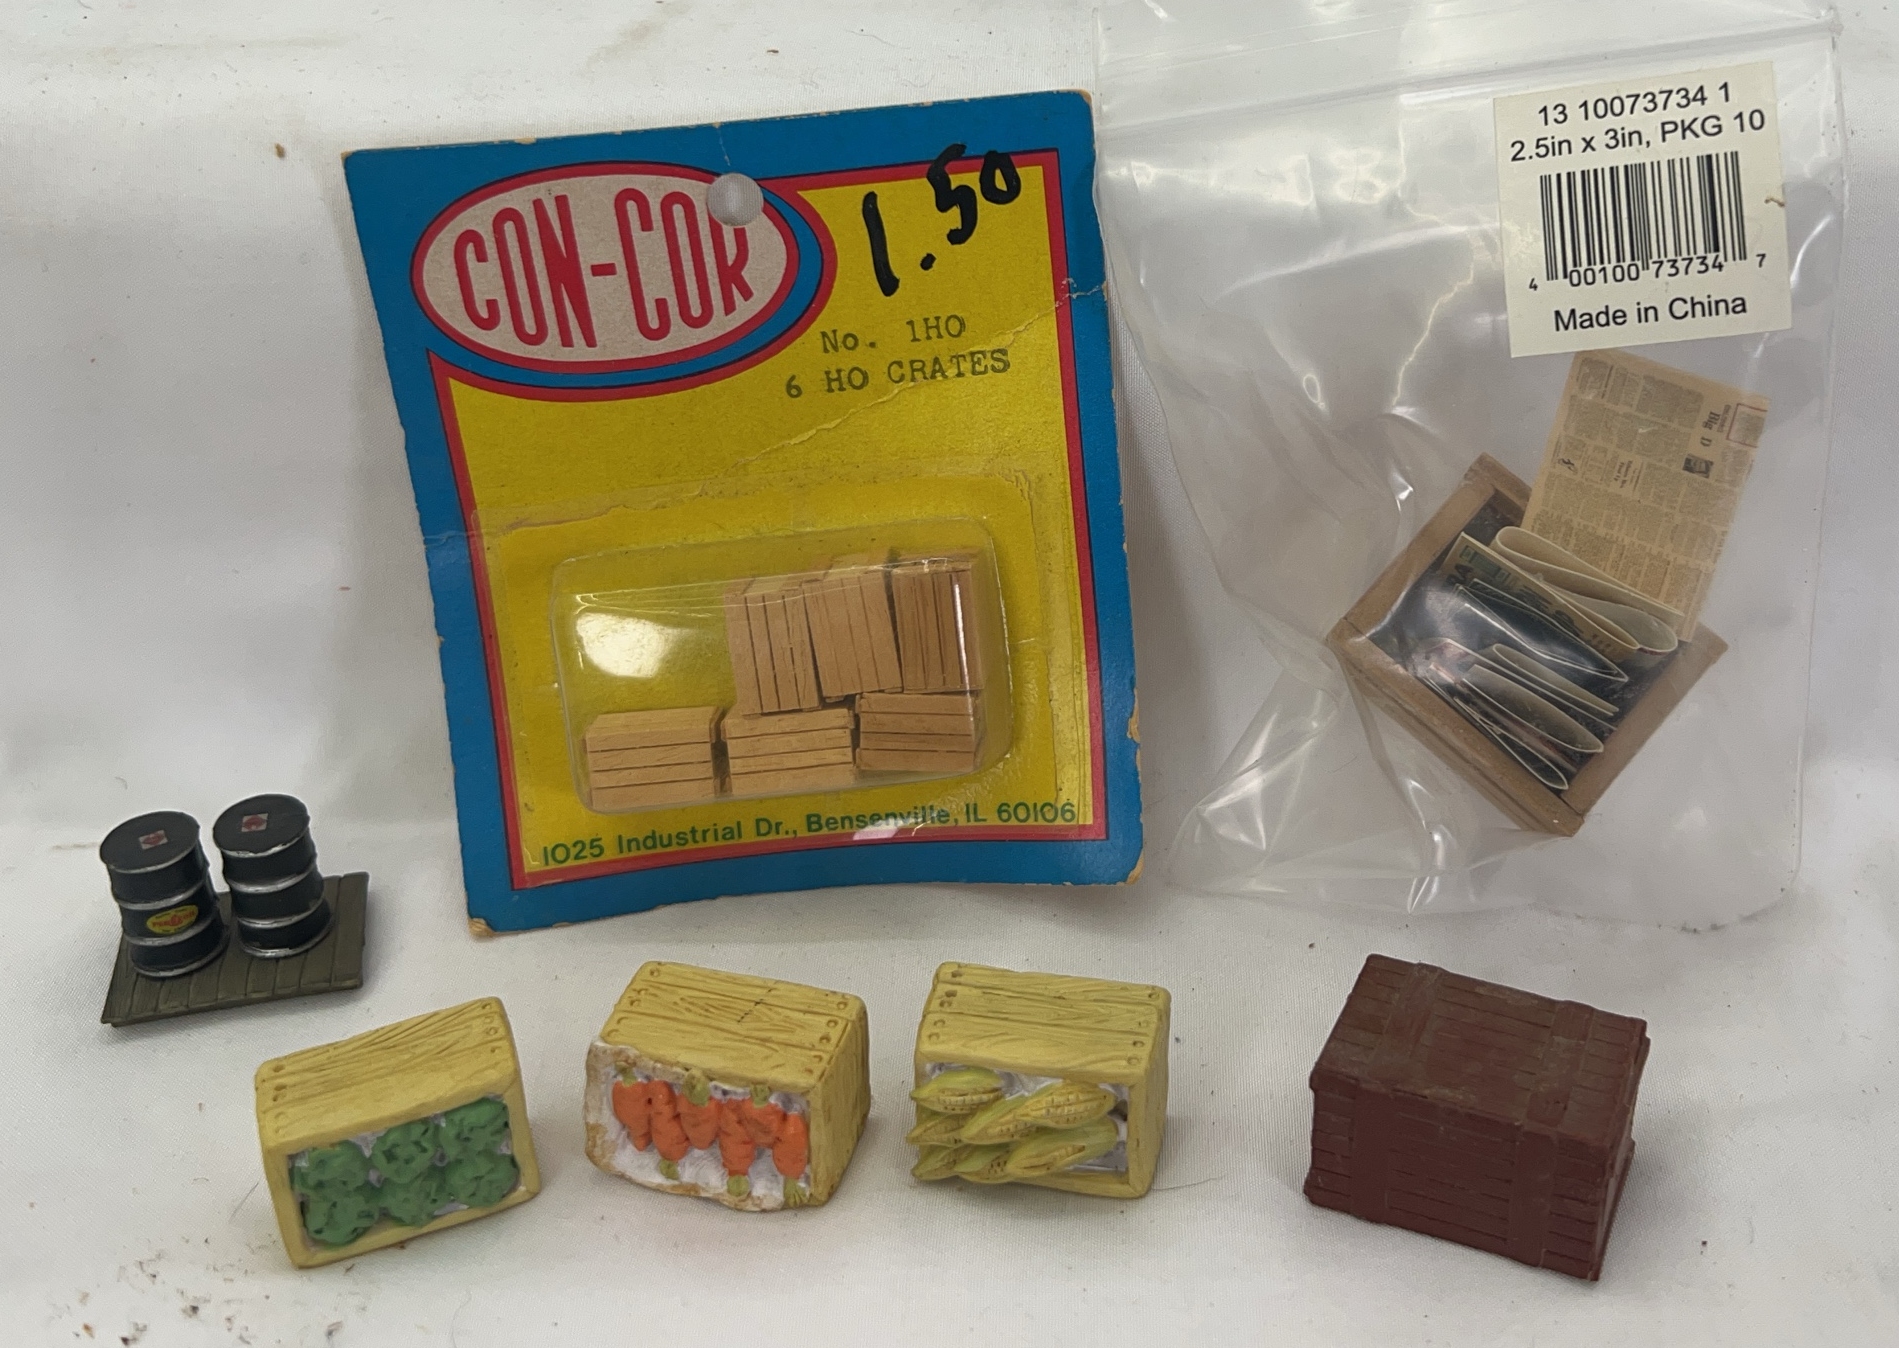 CON-COR
1.50
No. 1HO
6 HO CRATES
1025 Industrial Dr., Bensenville, IL 60106
13 10073734 1
2.5in x 3in, PKG 10
4 00100 73734 7
Made in China